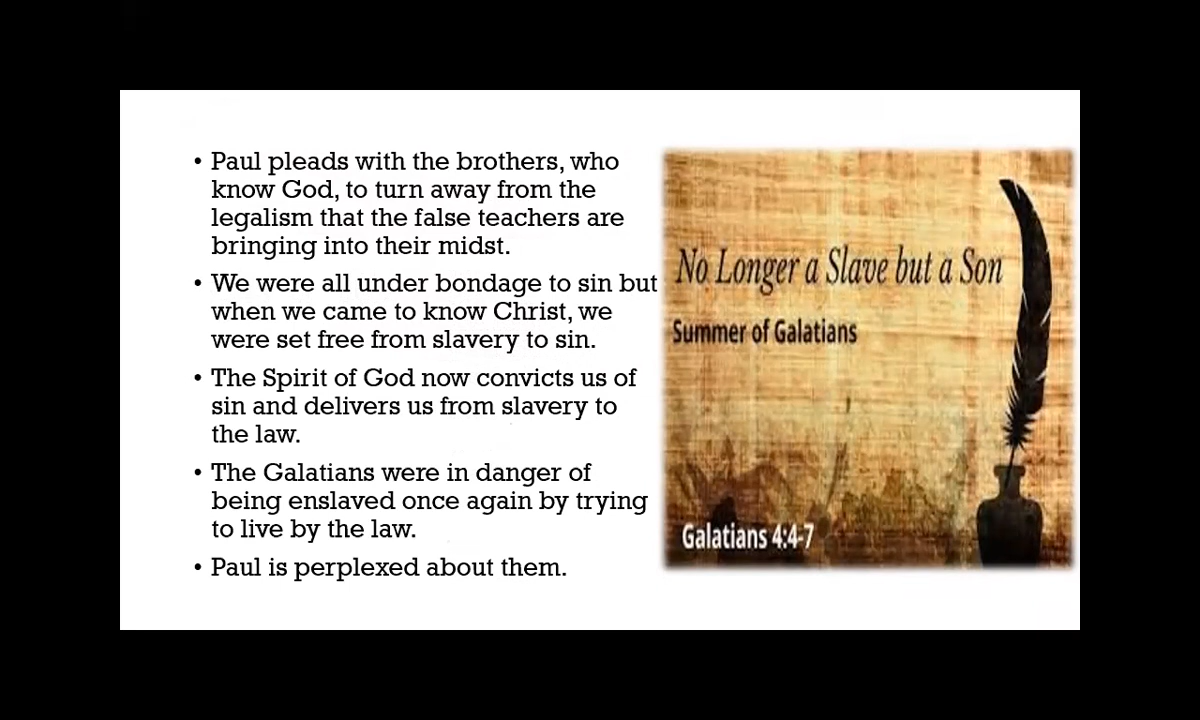 • Paul pleads with the brothers, who
know God, to turn away from the
legalism that the false teachers are
bringing into their midst.
• We were all under bondage to sin but
when we came to know Christ, we
were set free from slavery to sin.
• The Spirit of God now convicts us of
sin and delivers us from slavery to
the law.
• The Galatians were in danger of
being enslaved once again by trying
to live by the law.
• Paul is perplexed about them.
No Longer a Slave but a Son
Summer of Galatians
Galatians 4:4-7